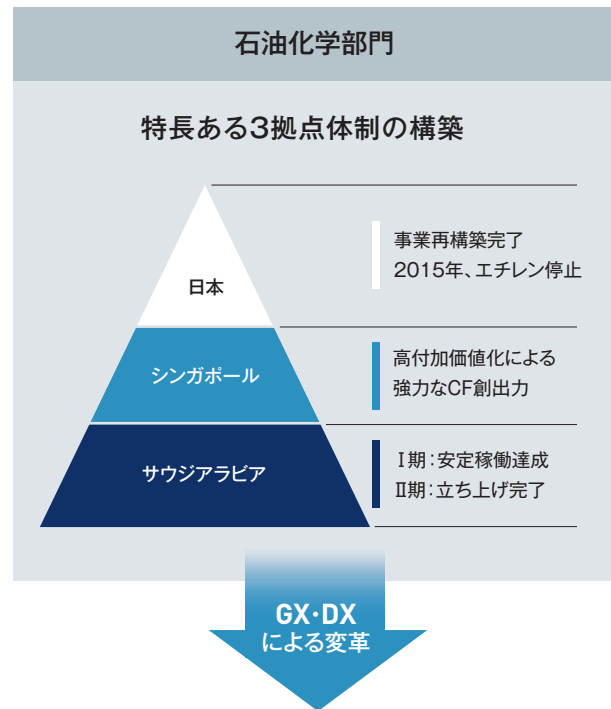 石油化学部門
特長ある3拠点体制の構築
日本
事業再構築完了
2015年、エチレン停止
シンガポール
高付加価値化による
強力なCF創出力
サウジアラビア
Ⅰ期：安定稼働達成
Ⅱ期：立ち上げ完了
GX・DX
による変革